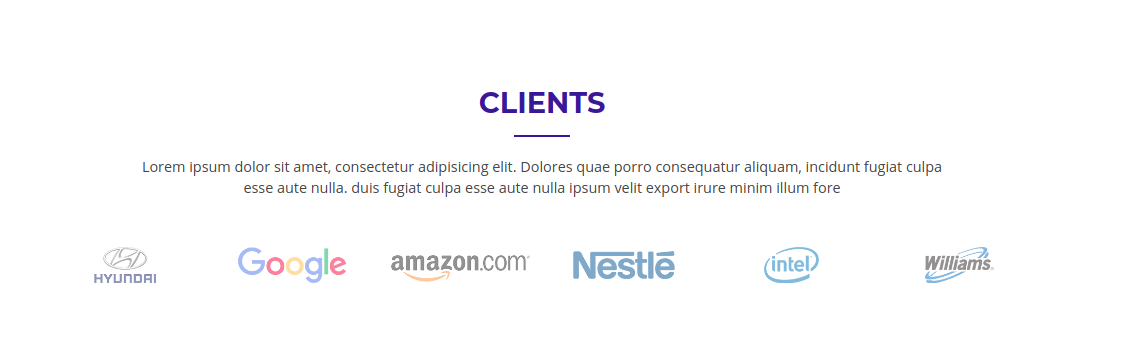 CLIENTS
Lorem ipsum dolor sit amet, consectetur adipisicing elit. Dolores quae porro consequatur aliquam, incidunt fugiat culpa
esse aute nulla. duis fugiat culpa esse aute nulla ipsum velit export irure minim illum fore
HYUNDAI Google amazon.com Nestlé intel Williams